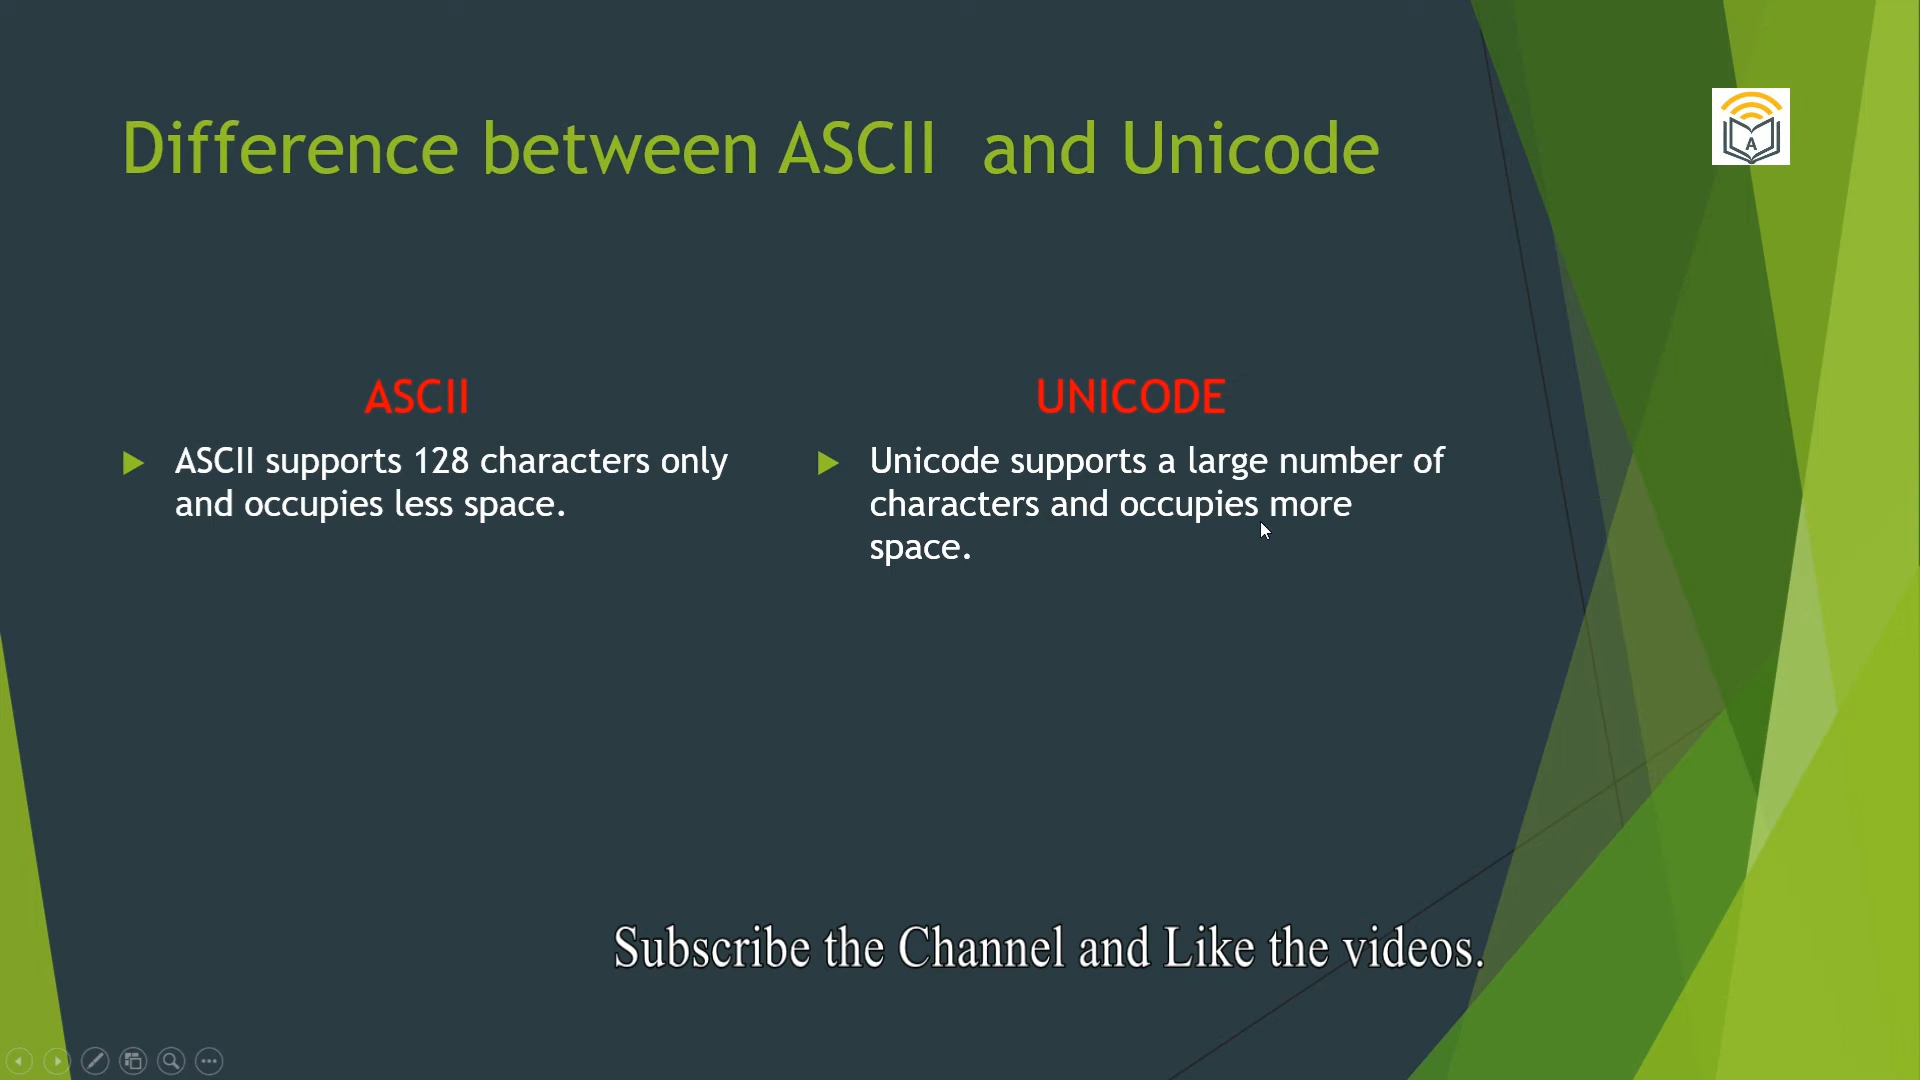 Difference between ASCII and Unicode
A
ASCII
ASCII supports 128 characters only
and occupies less space.
UNICODE
Unicode supports a large number of
characters and occupies more
space.
Subscribe the Channel and Like the videos.